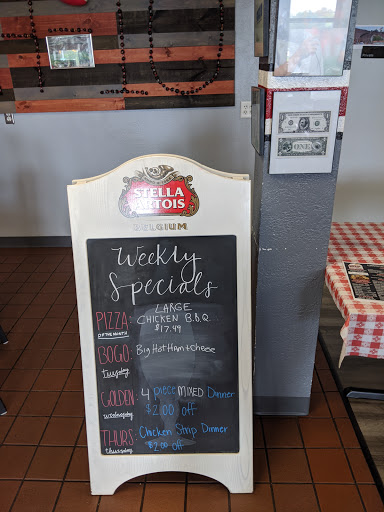 STELLA
ARTOIS
BELGIUM
Weekly
Specials
PIZZA
OF THE MONTH
LARGE
CHICKEN B.B.Q.
$17.49
BOGO: Big Hot Ham + Cheese
tuesday
GOLDEN: 4 piece MIXED Dinner
wednesday $2.00 off
THURS: Chicken Strip Dinner
thursday $2.00 off
ONE